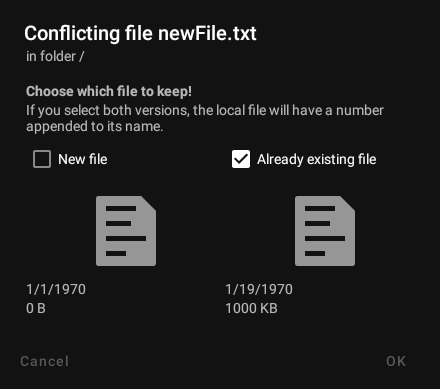 Conflicting file newFile.txt
in folder /
Choose which file to keep!
If you select both versions, the local file will have a number
appended to its name.
New file
Already existing file
1/1/1970
0 B
1/19/1970
1000 KB
Cancel
OK